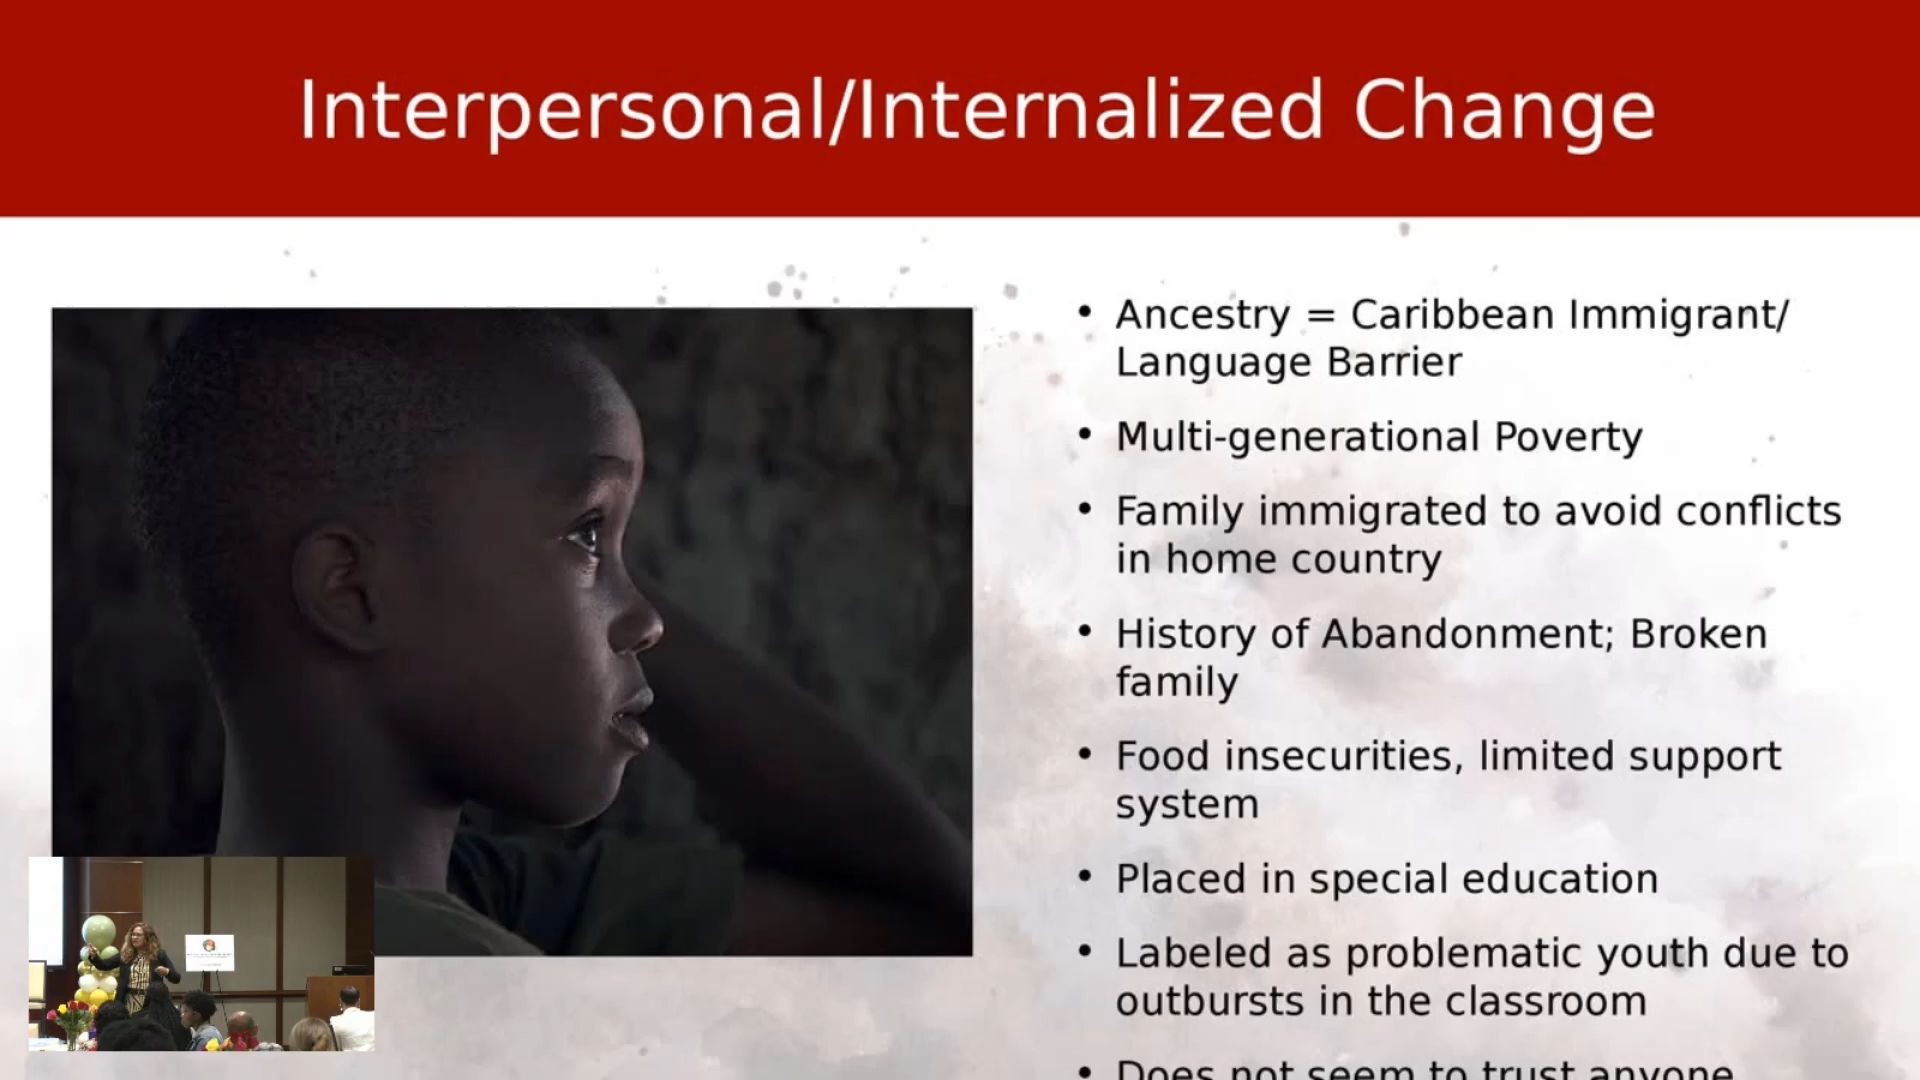 Interpersonal/Internalized Change
• Ancestry = Caribbean Immigrant/
Language Barrier
• Multi-generational Poverty
• Family immigrated to avoid conflicts
in home country
• History of Abandonment; Broken
family
• Food insecurities, limited support
system
• Placed in special education
• Labeled as problematic youth due to
outbursts in the classroom
• Does not seem to trust anyone